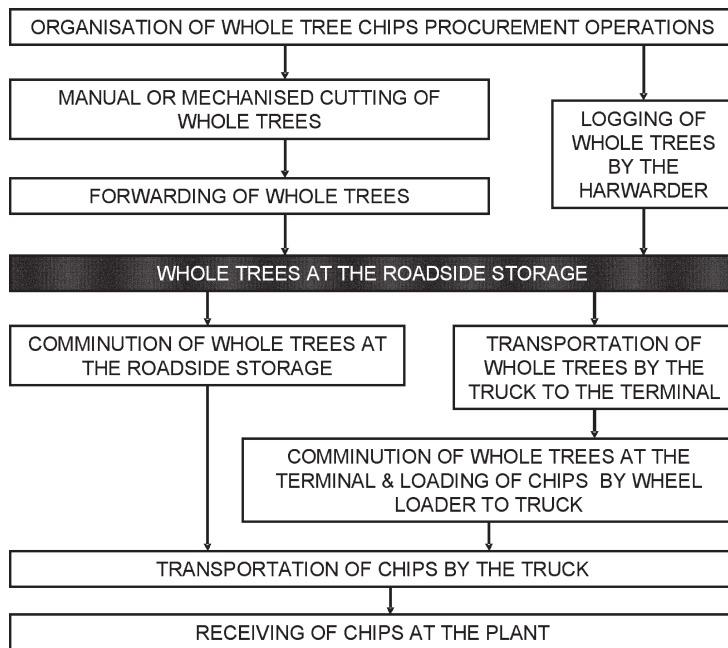 ORGANISATION OF WHOLE TREE CHIPS PROCUREMENT OPERATIONS
MANUAL OR MECHANISED CUTTING OF
WHOLE TREES
LOGGING OF
WHOLE TREES
BY THE
HARWARDER
FORWARDING OF WHOLE TREES
WHOLE TREES AT THE ROADSIDE STORAGE
COMMINUTION OF WHOLE TREES AT
THE ROADSIDE STORAGE
TRANSPORTATION OF
WHOLE TREES BY THE
TRUCK TO THE TERMINAL
COMMINUTION OF WHOLE TREES AT THE
TERMINAL & LOADING OF CHIPS BY WHEEL
LOADER TO TRUCK
TRANSPORTATION OF CHIPS BY THE TRUCK
RECEIVING OF CHIPS AT THE PLANT